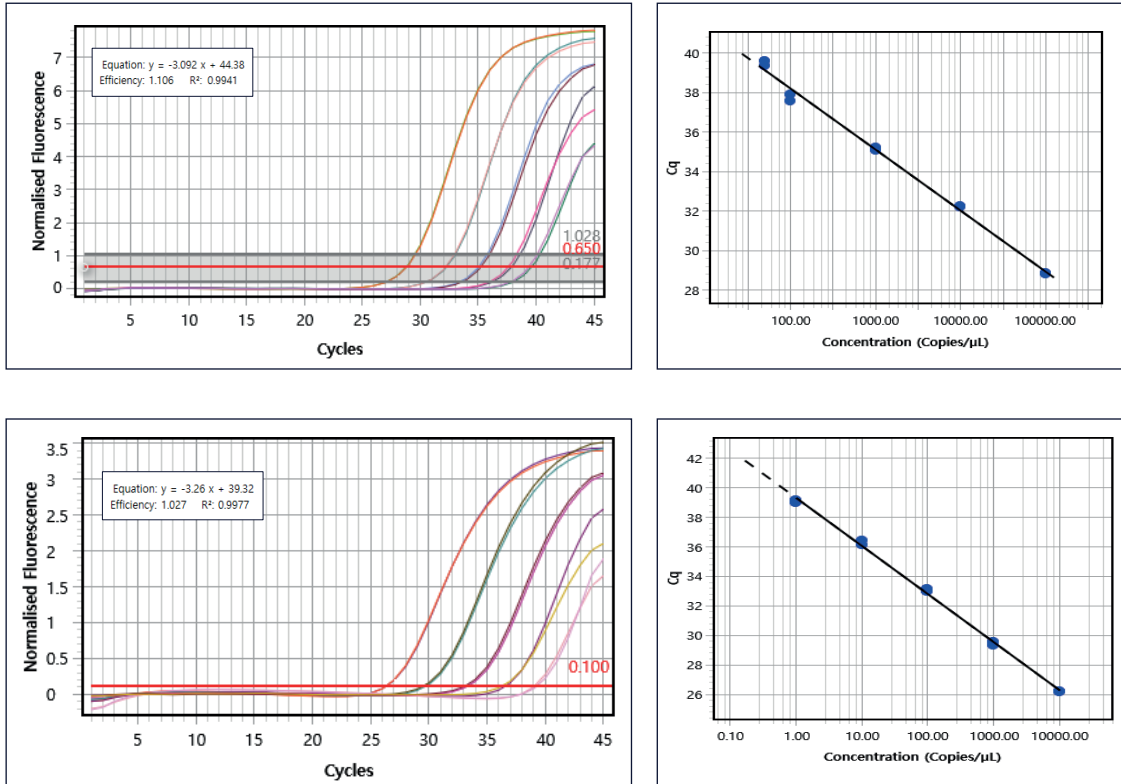 Equation: y = -3.092 x + 44.38
Efficiency: 1.106 R²: 0.9941
Normalised Fluorescence
7
6
5
4
3
2
1
0
1.028
0.650
0.177
5 10 15 20 25 30 35 40 45
Cycles
Cq
40
38
36
34
32
30
28
100.00 1000.00 10000.00 100000.00
Concentration (Copies/µL)
Equation: y = -3.26 x + 39.32
Efficiency: 1.027 R²: 0.9977
Normalised Fluorescence
3.5
3
2.5
2
1.5
1
0.5
0
0.100
5 10 15 20 25 30 35 40 45
Cycles
Cq
42
40
38
36
34
32
30
28
26
0.10 1.00 10.00 100.00 1000.00 10000.00
Concentration (Copies/µL)